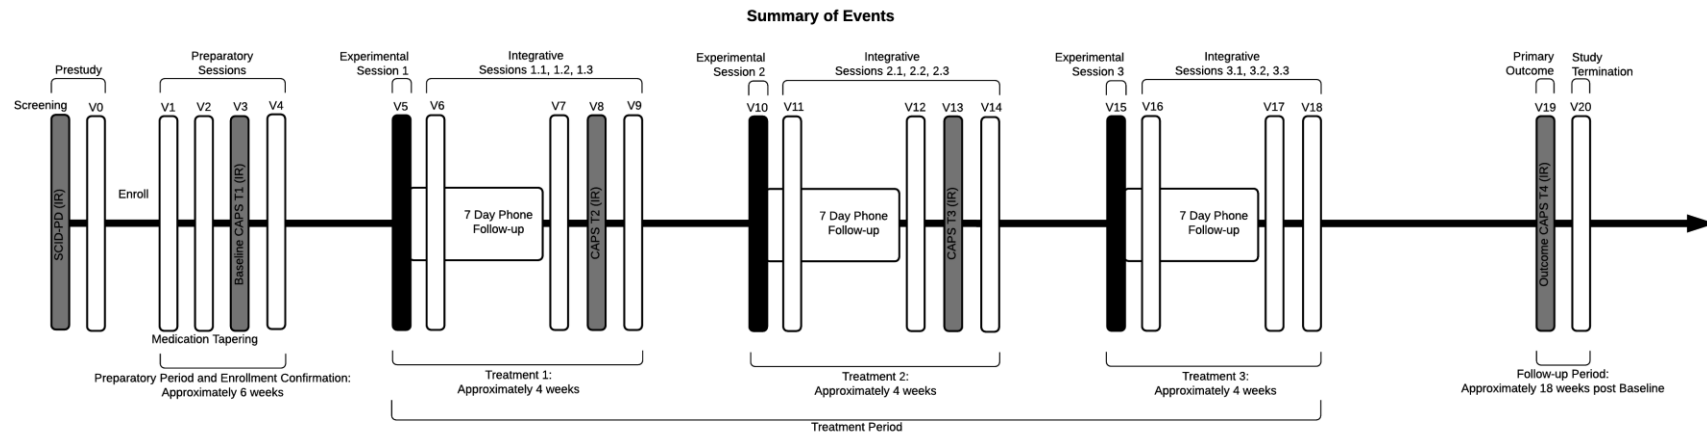 Summary of Events
Prestudy
Preparatory
Sessions
Experimental
Session 1
Integrative
Sessions 1.1, 1.2, 1.3
Experimental
Session 2
Integrative
Sessions 2.1, 2.2, 2.3
Experimental
Session 3
Integrative
Sessions 3.1, 3.2, 3.3
Primary
Outcome
Study
Termination
Screening
V0
V1
V2
V3
V4
V5
V6
V7
V8
V9
V10
V11
V12
V13
V14
V15
V16
V17
V18
V19
V20
SCID-PD (IR)
Enroll
Baseline CAPS T1 (IR)
7 Day Phone
Follow-up
CAPS T2 (IR)
7 Day Phone
Follow-up
CAPS T3 (IR)
7 Day Phone
Follow-up
Outcome CAPS T4 (IR)
Medication Tapering
Preparatory Period and Enrollment Confirmation:
Approximately 6 weeks
Treatment 1:
Approximately 4 weeks
Treatment 2:
Approximately 4 weeks
Treatment 3:
Approximately 4 weeks
Follow-up Period:
Approximately 18 weeks post Baseline
Treatment Period